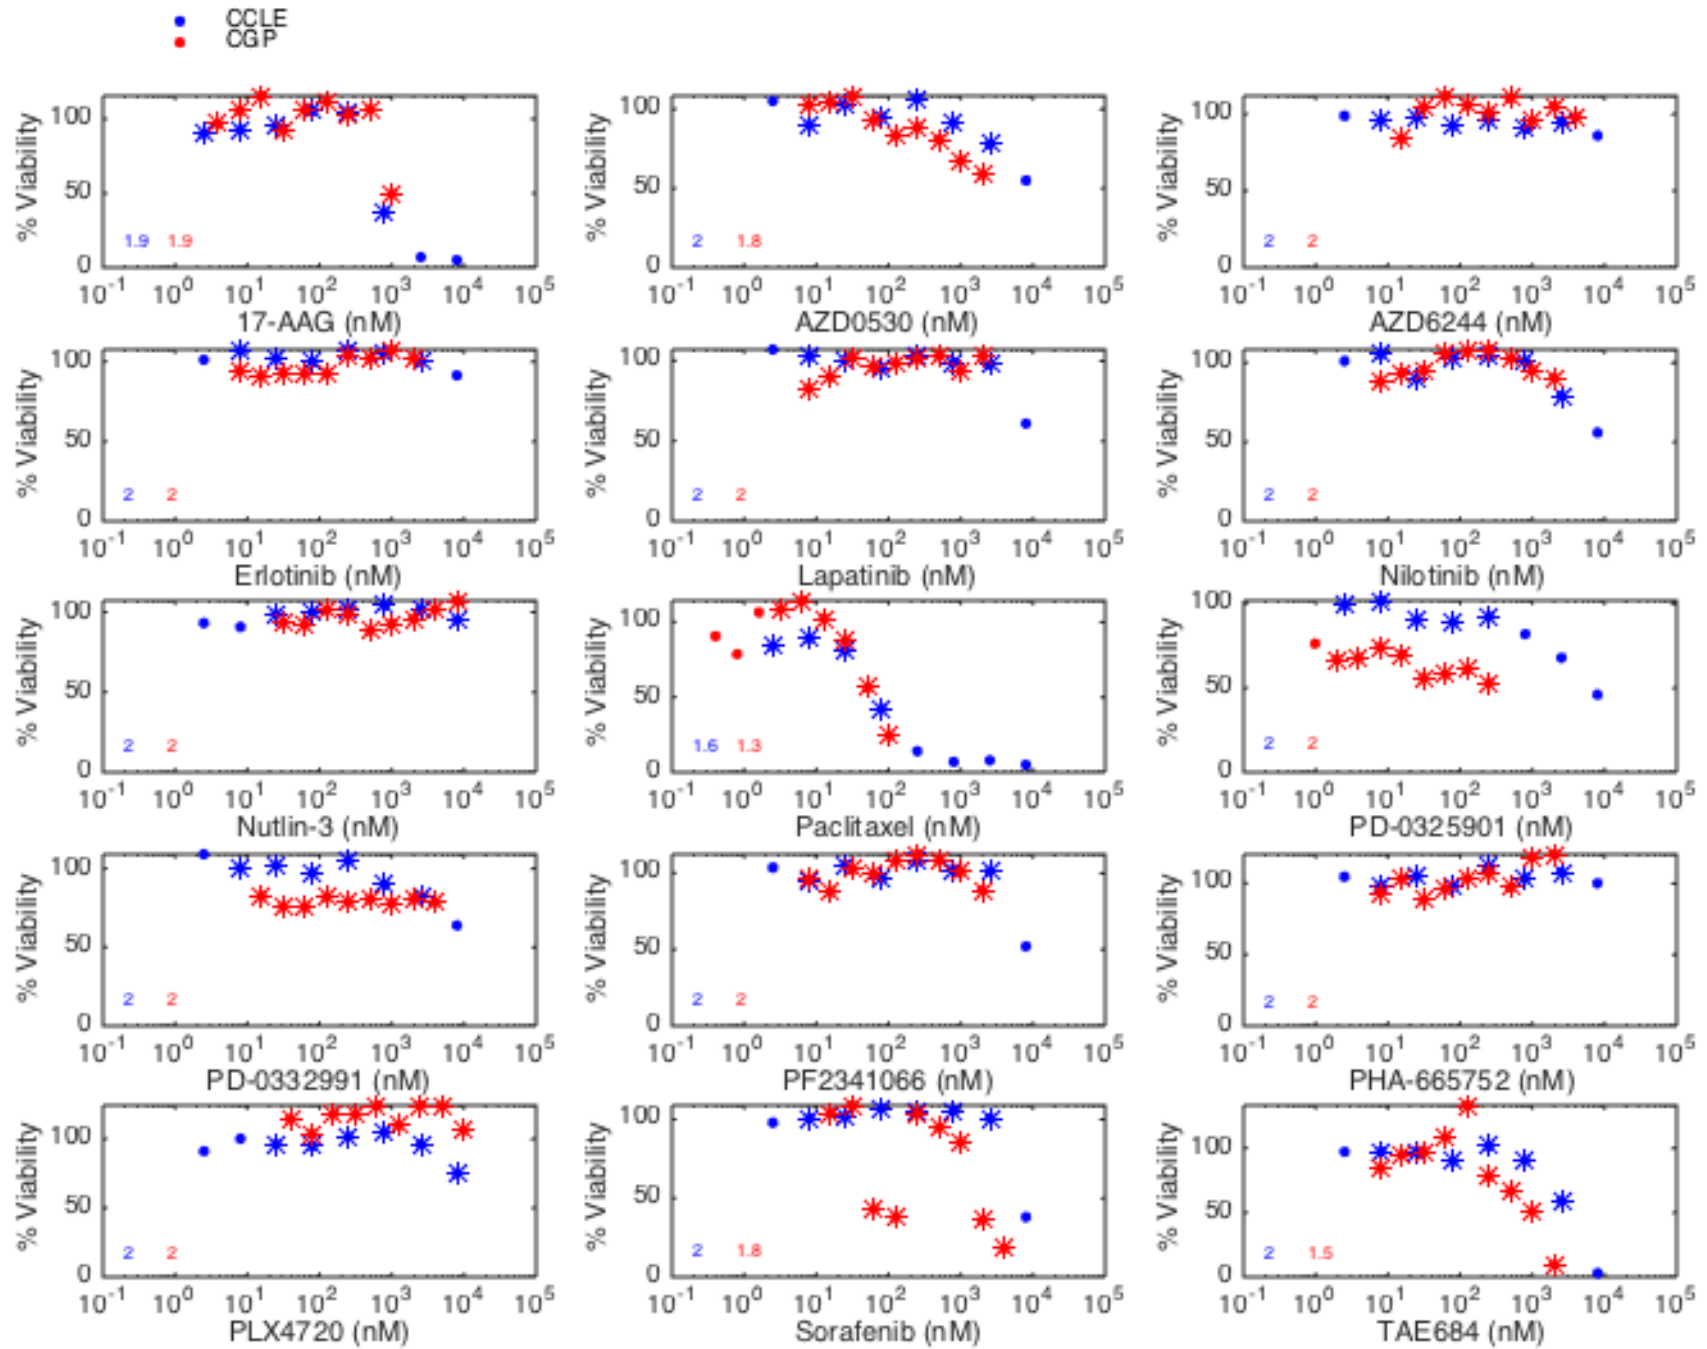 CCLE
CGP
% Viability 100 50 0 1.9 1.9
10^-1 10^0 10^1 10^2 10^3 10^4 10^5
17-AAG (nM)
% Viability 100 50 0 2 1.8
10^-1 10^0 10^1 10^2 10^3 10^4 10^5
AZD0530 (nM)
% Viability 100 50 0 2 2
10^-1 10^0 10^1 10^2 10^3 10^4 10^5
AZD6244 (nM)
% Viability 100 50 0 2 2
10^-1 10^0 10^1 10^2 10^3 10^4 10^5
Erlotinib (nM)
% Viability 100 50 0 2 2
10^-1 10^0 10^1 10^2 10^3 10^4 10^5
Lapatinib (nM)
% Viability 100 50 0 2 2
10^-1 10^0 10^1 10^2 10^3 10^4 10^5
Nilotinib (nM)
% Viability 100 50 0 2 2
10^-1 10^0 10^1 10^2 10^3 10^4 10^5
Nutlin-3 (nM)
% Viability 100 50 0 1.6 1.3
10^-1 10^0 10^1 10^2 10^3 10^4 10^5
Paclitaxel (nM)
% Viability 100 50 0 2 2
10^-1 10^0 10^1 10^2 10^3 10^4 10^5
PD-0325901 (nM)
% Viability 100 50 0 2 2
10^-1 10^0 10^1 10^2 10^3 10^4 10^5
PD-0332991 (nM)
% Viability 100 50 0 2 2
10^-1 10^0 10^1 10^2 10^3 10^4 10^5
PF2341066 (nM)
% Viability 100 50 0 2 2
10^-1 10^0 10^1 10^2 10^3 10^4 10^5
PHA-665752 (nM)
% Viability 100 50 0 2 2
10^-1 10^0 10^1 10^2 10^3 10^4 10^5
PLX4720 (nM)
% Viability 100 50 0 2 1.8
10^-1 10^0 10^1 10^2 10^3 10^4 10^5
Sorafenib (nM)
% Viability 100 50 0 2 1.5
10^-1 10^0 10^1 10^2 10^3 10^4 10^5
TAE684 (nM)